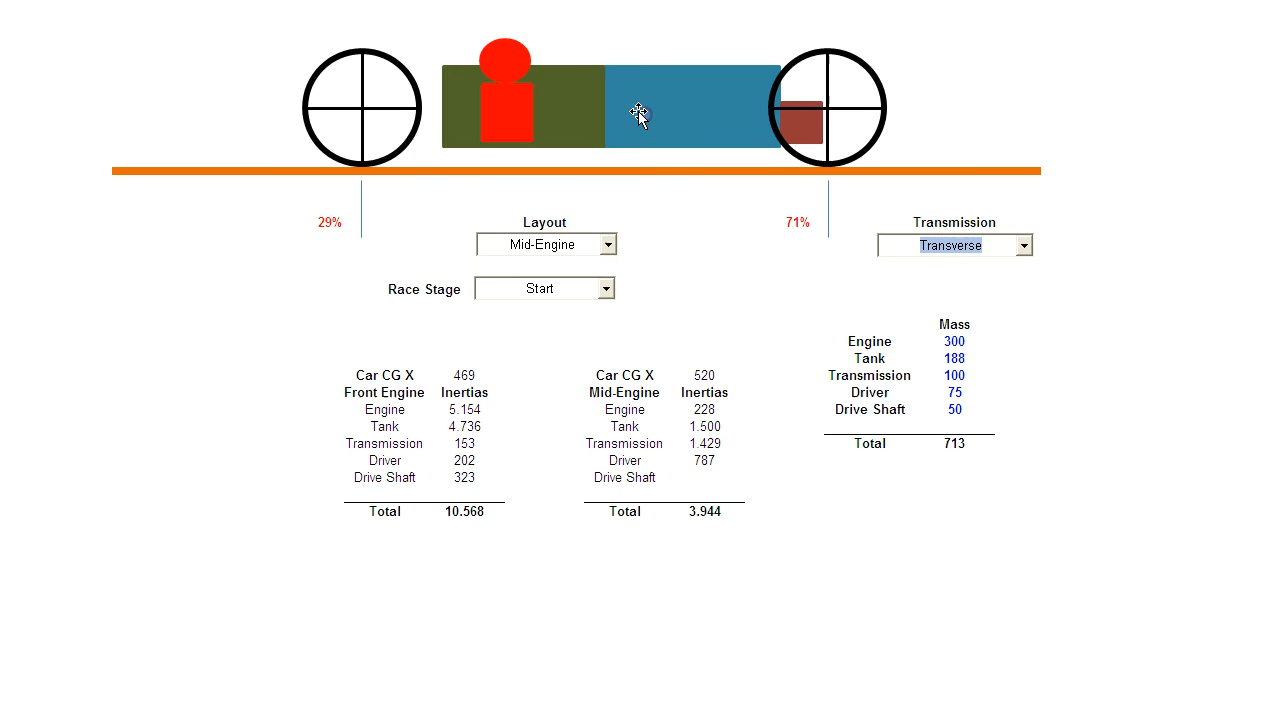 29%
Layout
71%
Transmission
Mid-Engine
Transverse
Race Stage
Start
Mass
Engine 300
Tank 188
Transmission 100
Driver 75
Drive Shaft 50
Total 713
Car CG X 469
Front Engine Inertias
Engine 5.154
Tank 4.736
Transmission 153
Driver 202
Drive Shaft 323
Total 10.568
Car CG X 520
Mid-Engine Inertias
Engine 228
Tank 1.500
Transmission 1.429
Driver 787
Drive Shaft
Total 3.944